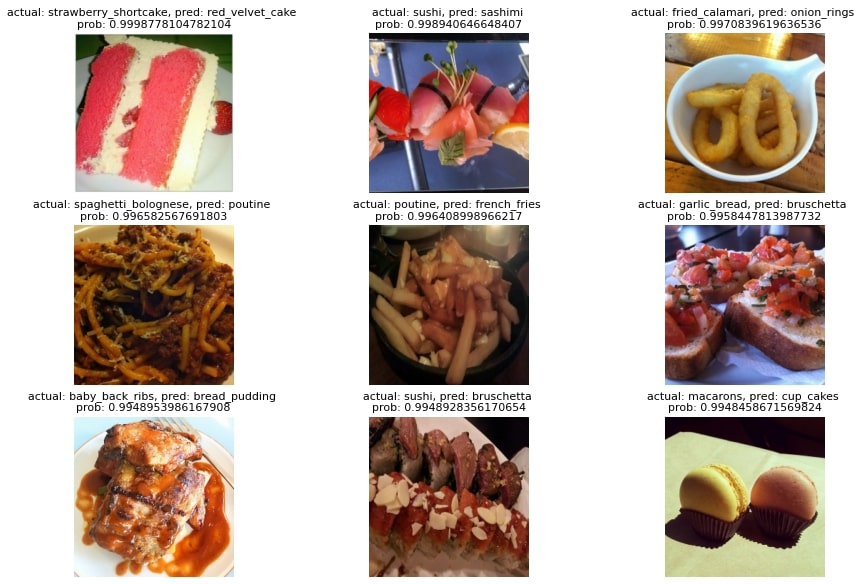 actual: strawberry_shortcake, pred: red_velvet_cake
prob: 0.9998778104782104
actual: sushi, pred: sashimi
prob: 0.998940646648407
actual: fried_calamari, pred: onion_rings
prob: 0.9970839619636536
actual: spaghetti_bolognese, pred: poutine
prob: 0.996582567691803
actual: poutine, pred: french_fries
prob: 0.996408998966217
actual: garlic_bread, pred: bruschetta
prob: 0.9958447813987732
actual: baby_back_ribs, pred: bread_pudding
prob: 0.9948953986167908
actual: sushi, pred: bruschetta
prob: 0.9948928356170654
actual: macarons, pred: cup_cakes
prob: 0.9948458671569824